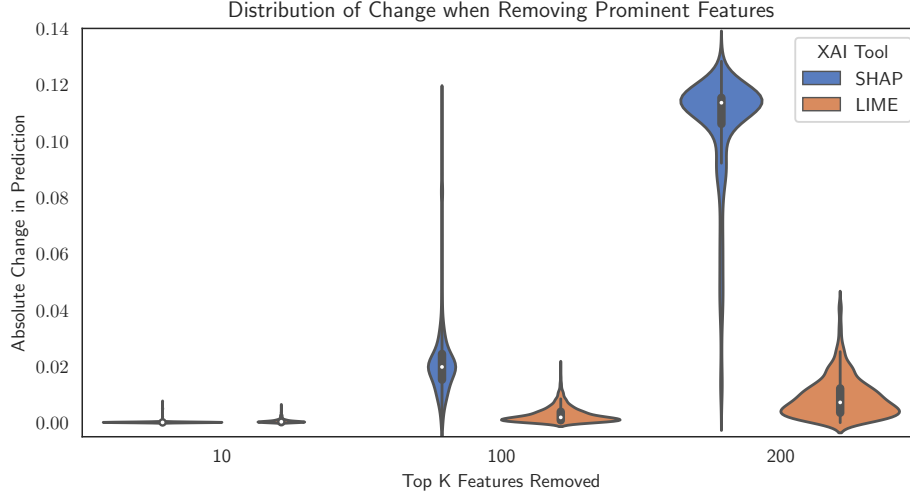 Distribution of Change when Removing Prominent Features
Absolute Change in Prediction
0.14
0.12
0.10
0.08
0.06
0.04
0.02
0.00
XAI Tool
SHAP
LIME
10
100
200
Top K Features Removed